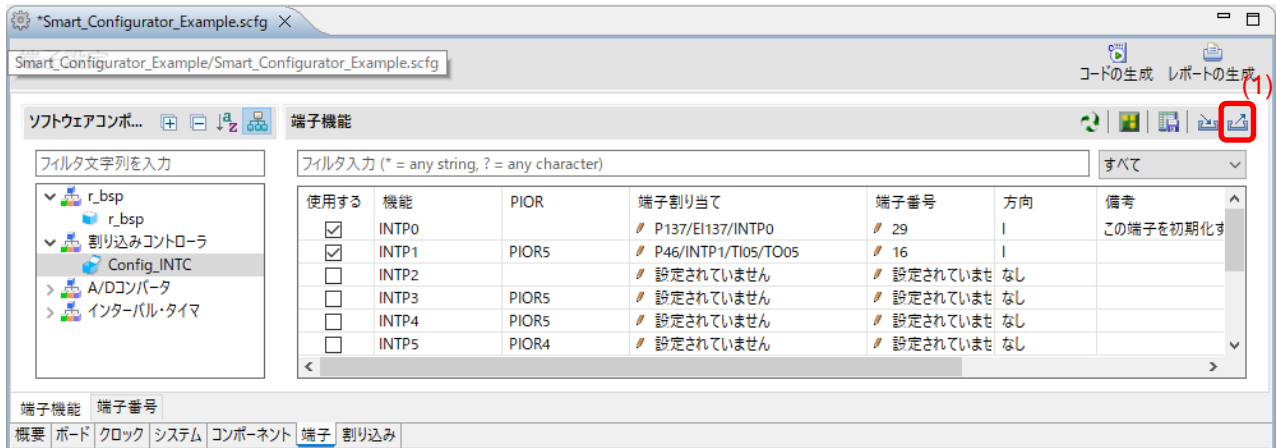 *Smart_Configurator_Example.scfg
Smart_Configurator_Example/Smart_Configurator_Example.scfg
コードの生成 レポートの生成
(1)
ソフトウェアコンポ...
端子機能
フィルタ文字列を入力
フィルタ入力 (* = any string, ? = any character)
すべて
r_bsp
r_bsp
割り込みコントローラ
Config_INTC
A/Dコンバータ
インターバル・タイマ
使用する 機能 PIOR 端子割り当て 端子番号 方向 備考
INTP0 P137/EI137/INTP0 29 I この端子を初期化す
INTP1 PIOR5 P46/INTP1/TI05/TO05 16 I
INTP2 設定されていません 設定されていませ なし
INTP3 PIOR5 設定されていません 設定されていませ なし
INTP4 PIOR5 設定されていません 設定されていませ なし
INTP5 PIOR4 設定されていません 設定されていませ なし
端子機能 端子番号
概要 ボード クロック システム コンポーネント 端子 割り込み